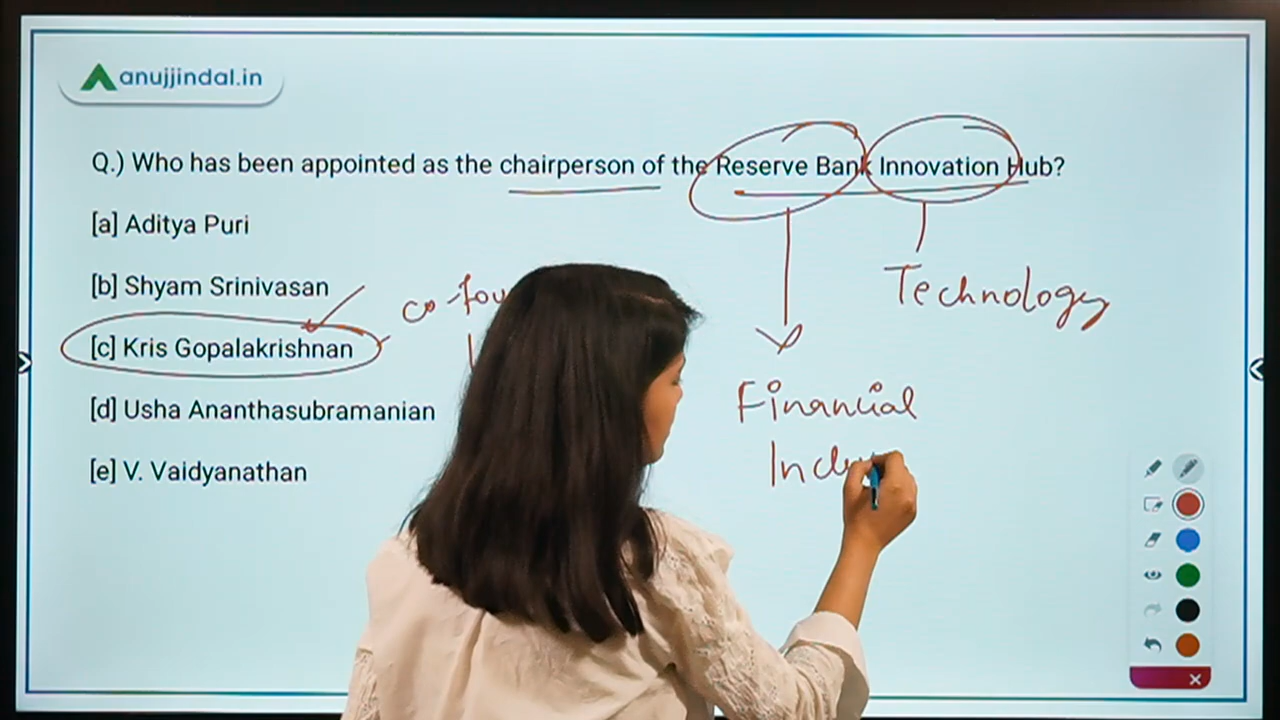 anujjindal.in
Q.) Who has been appointed as the chairperson of the Reserve Bank Innovation Hub?
[a] Aditya Puri
[b] Shyam Srinivasan
[c] Kris Gopalakrishnan
[d] Usha Ananthasubramanian
[e] V. Vaidyanathan
Technology
Financial